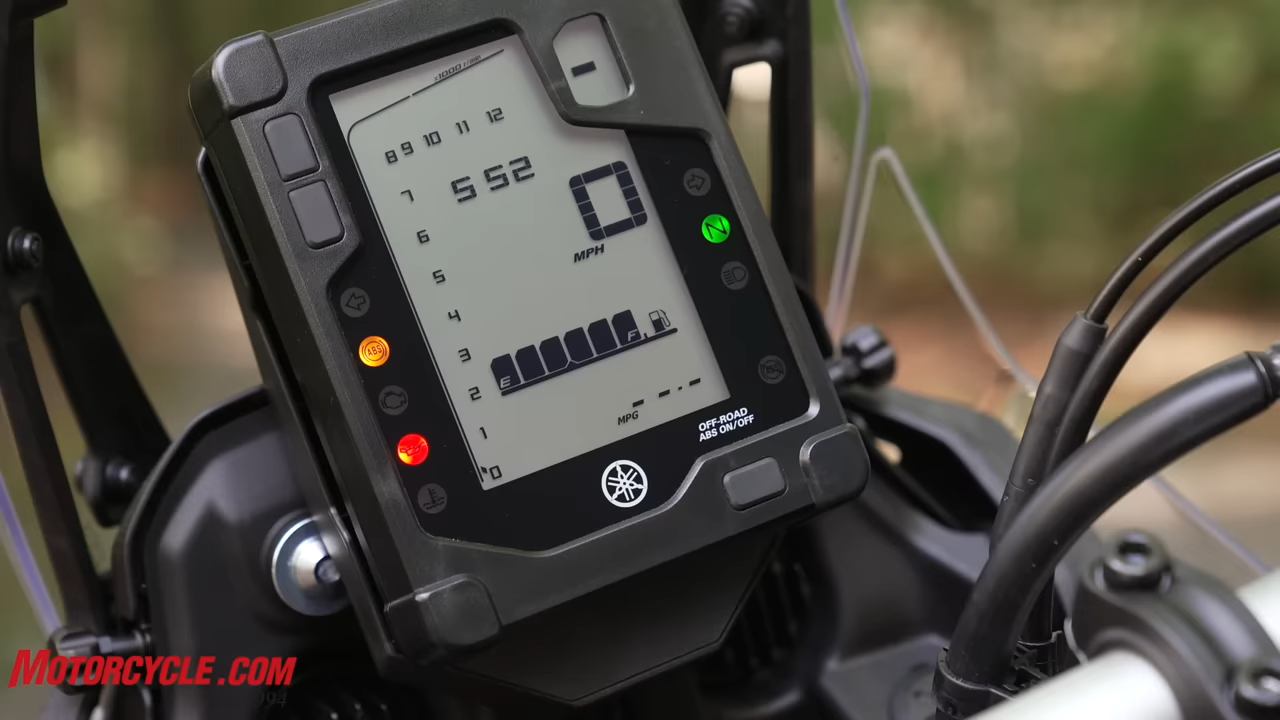 x1000 r/min
8 9 10 11 12
7
5 52
0
6
MPH
N
5
4
ABS
3
E F
2
MPG - -.-
1
OFF-ROAD
ABS ON/OFF
0
MOTORCYCLE.COM